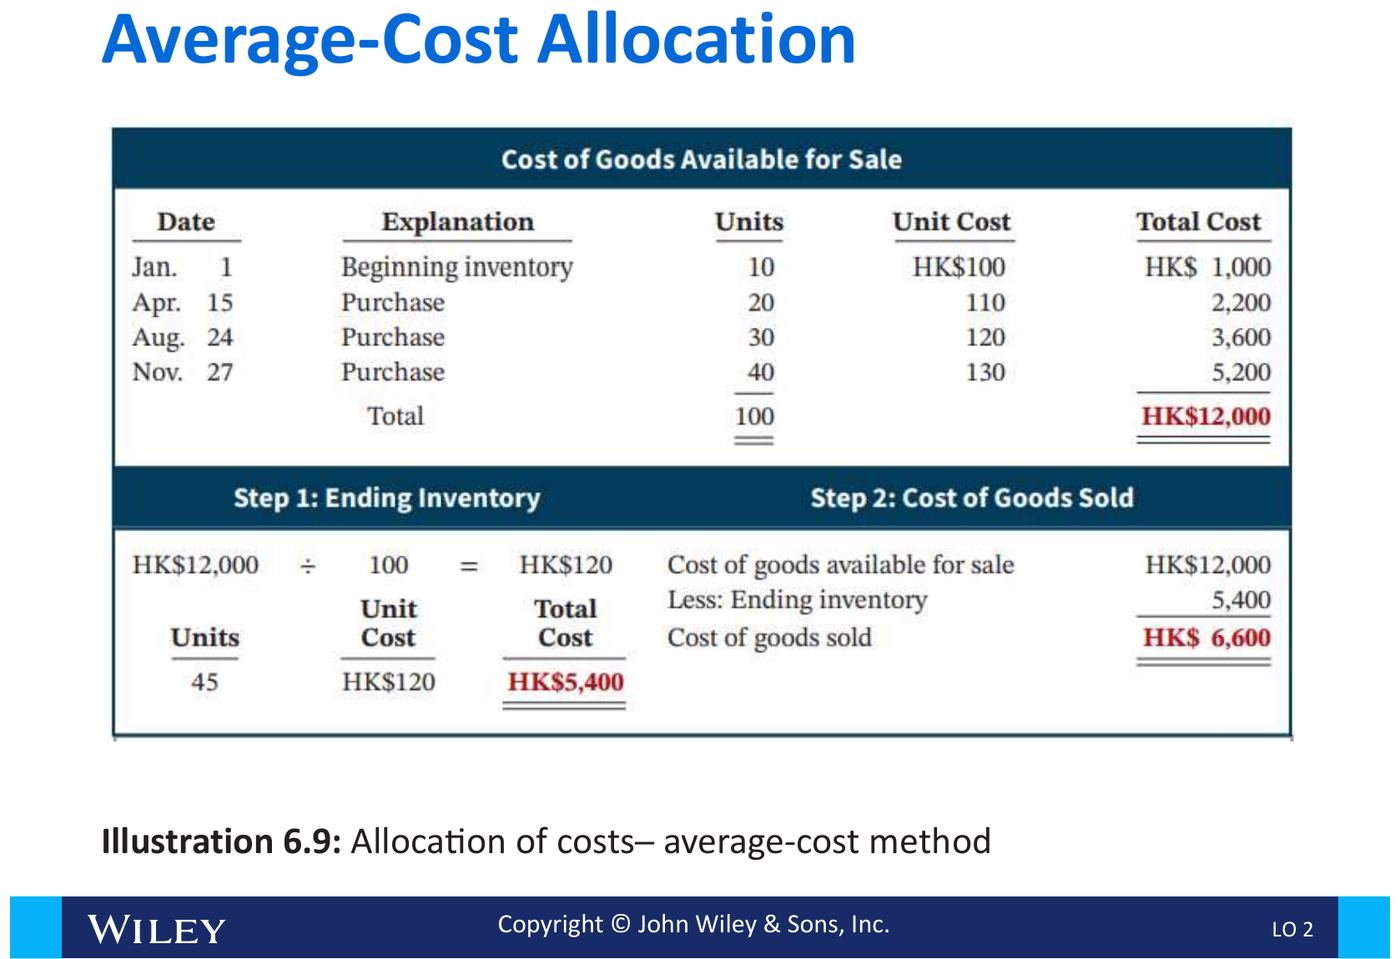 Average-Cost Allocation
Cost of Goods Available for Sale
Date Explanation Units Unit Cost Total Cost
Jan. 1 Beginning inventory 10 HK$100 HK$ 1,000
Apr. 15 Purchase 20 110 2,200
Aug. 24 Purchase 30 120 3,600
Nov. 27 Purchase 40 130 5,200
Total 100 HK$12,000
Step 1: Ending Inventory Step 2: Cost of Goods Sold
HK$12,000 ÷ 100 = HK$120 Cost of goods available for sale HK$12,000
Unit Total Less: Ending inventory 5,400
Units Cost Cost Cost of goods sold HK$ 6,600
45 HK$120 HK$5,400
Illustration 6.9: Allocation of costs– average-cost method
WILEY Copyright © John Wiley & Sons, Inc. LO 2